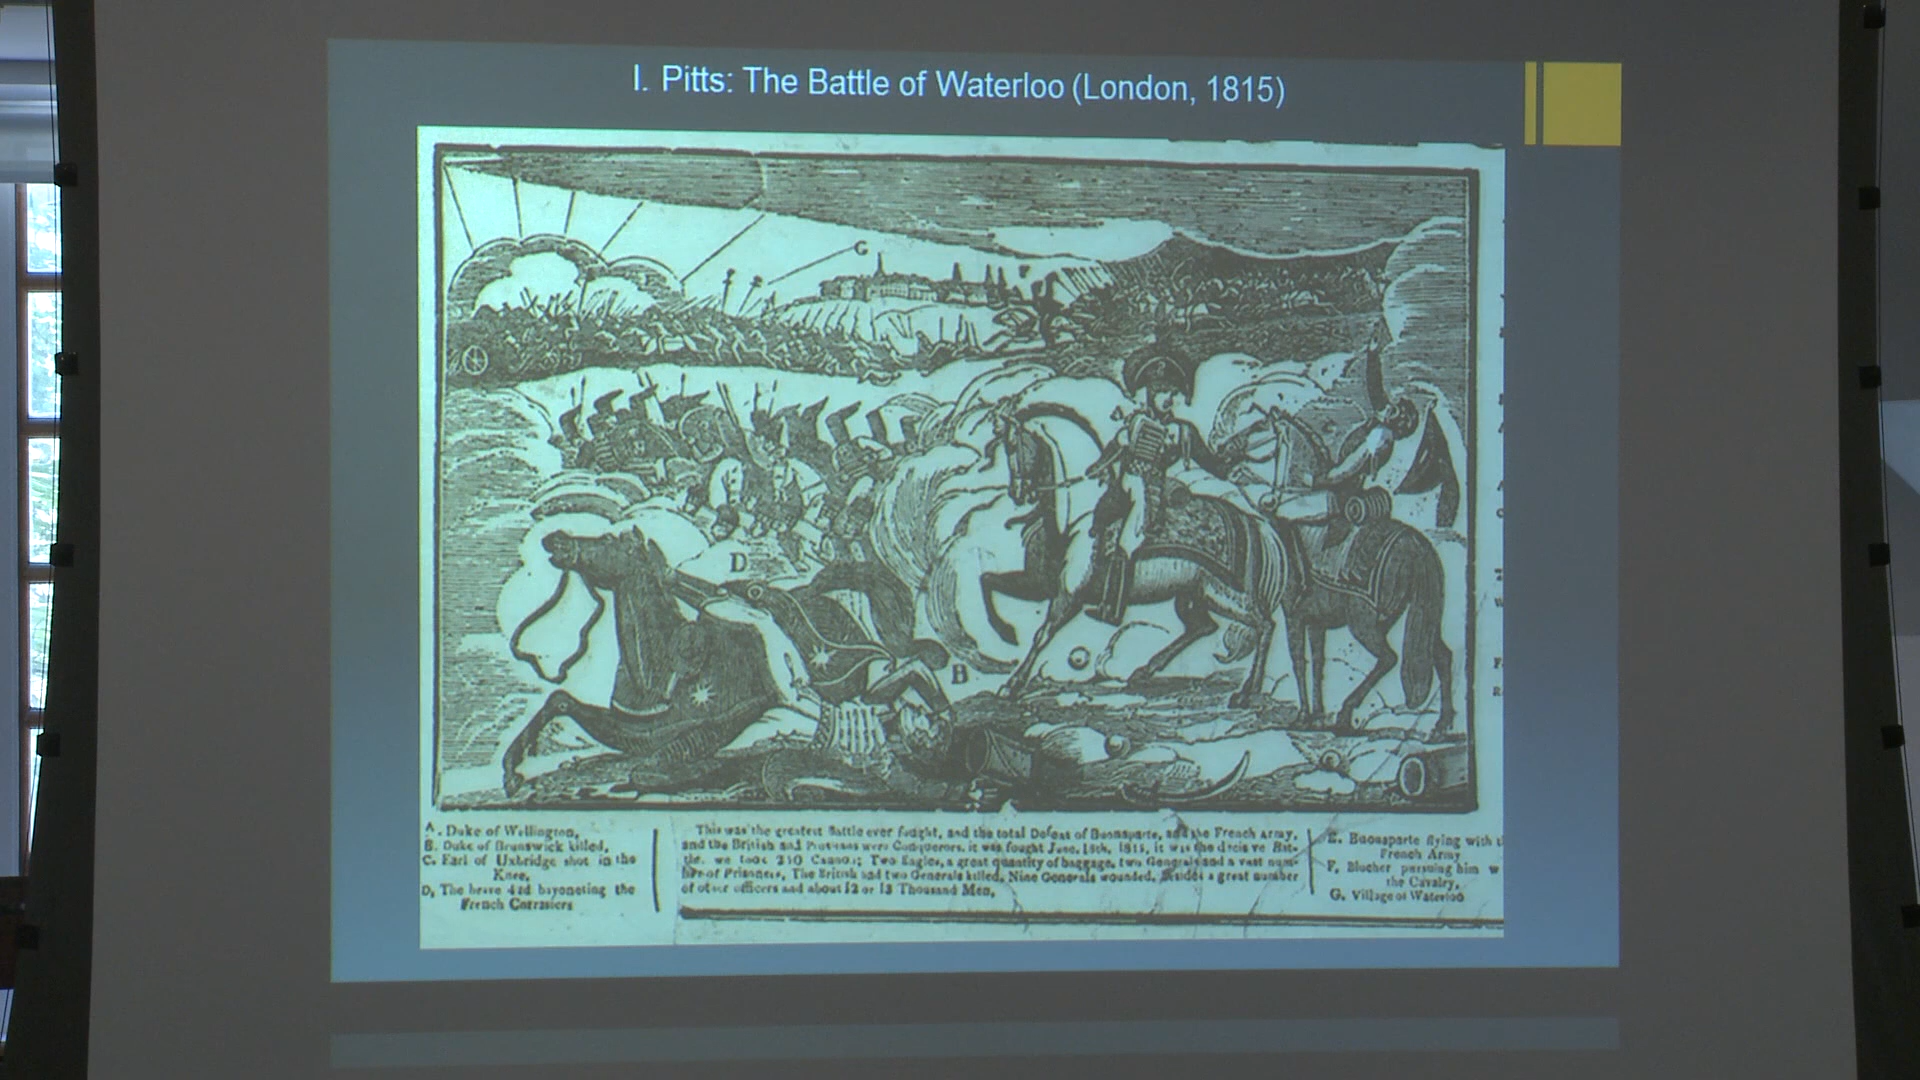 I. Pitts: The Battle of Waterloo (London, 1815)
G
A
D
B
C
A. Duke of Wellington,
B. Duke of Brunswick killed,
C. Earl of Uxbridge shot in the
Knee,
D, The brave 42d bayoneting the
French Corrasiers
This was the greatest Battle ever fought, and the total Defeat of Buonaparte, and the French army,
and the British and Prussians were Conquerors, it was fought June, 18th, 1815, it was the decisive Bat-
tle. we took 210 Cannon; Two Eagles, a great quantity of baggage, two Generals and a vast num-
ber of Prisoners, The British had two Generals killed, Nine Generals wounded, Besides a great number
of other officers and about 12 or 13 Thousand Men,
E. Buonaparte flying with
French Army
F. Blucher pursuing him w
the Cavalry,
G. Village of Waterloo